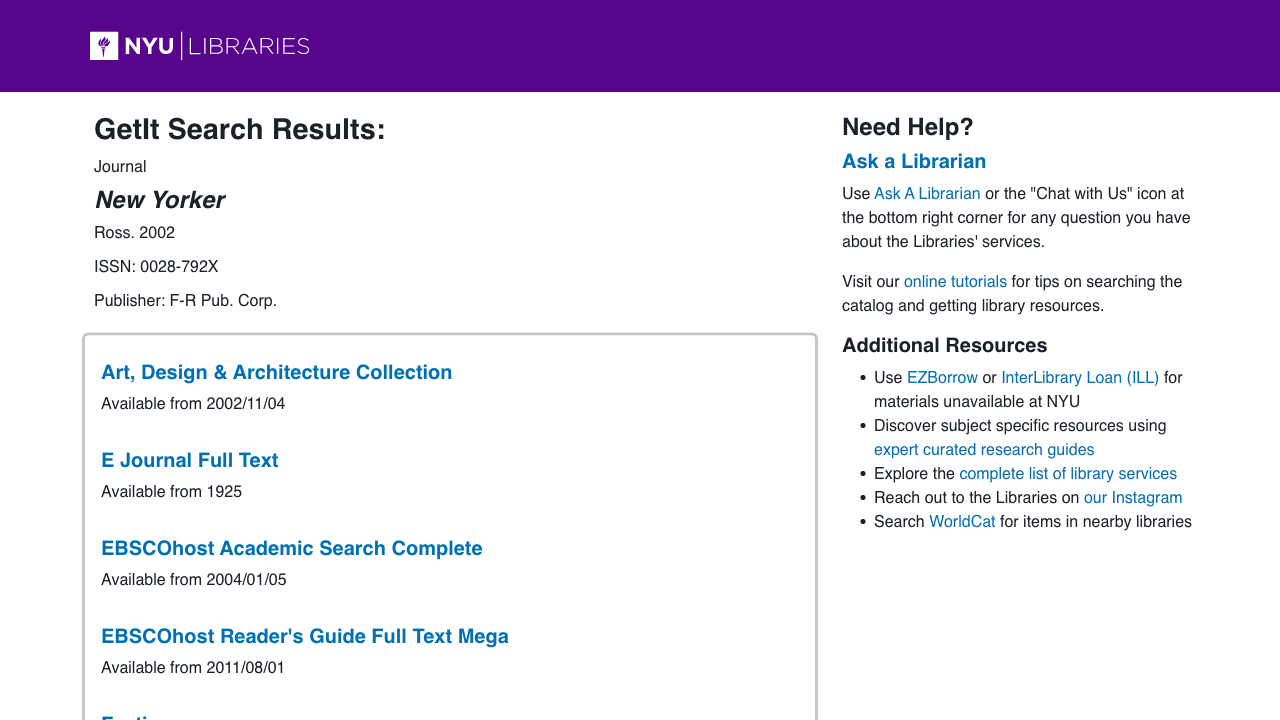 NYU LIBRARIES
GetIt Search Results:
Journal
New Yorker
Ross. 2002
ISSN: 0028-792X
Publisher: F-R Pub. Corp.
Art, Design & Architecture Collection
Available from 2002/11/04
E Journal Full Text
Available from 1925
EBSCOhost Academic Search Complete
Available from 2004/01/05
EBSCOhost Reader's Guide Full Text Mega
Available from 2011/08/01
Need Help?
Ask a Librarian
Use Ask A Librarian or the "Chat with Us" icon at
the bottom right corner for any question you have
about the Libraries' services.
Visit our online tutorials for tips on searching the
catalog and getting library resources.
Additional Resources
• Use EZBorrow or InterLibrary Loan (ILL) for
materials unavailable at NYU
• Discover subject specific resources using
expert curated research guides
• Explore the complete list of library services
• Reach out to the Libraries on our Instagram
• Search WorldCat for items in nearby libraries